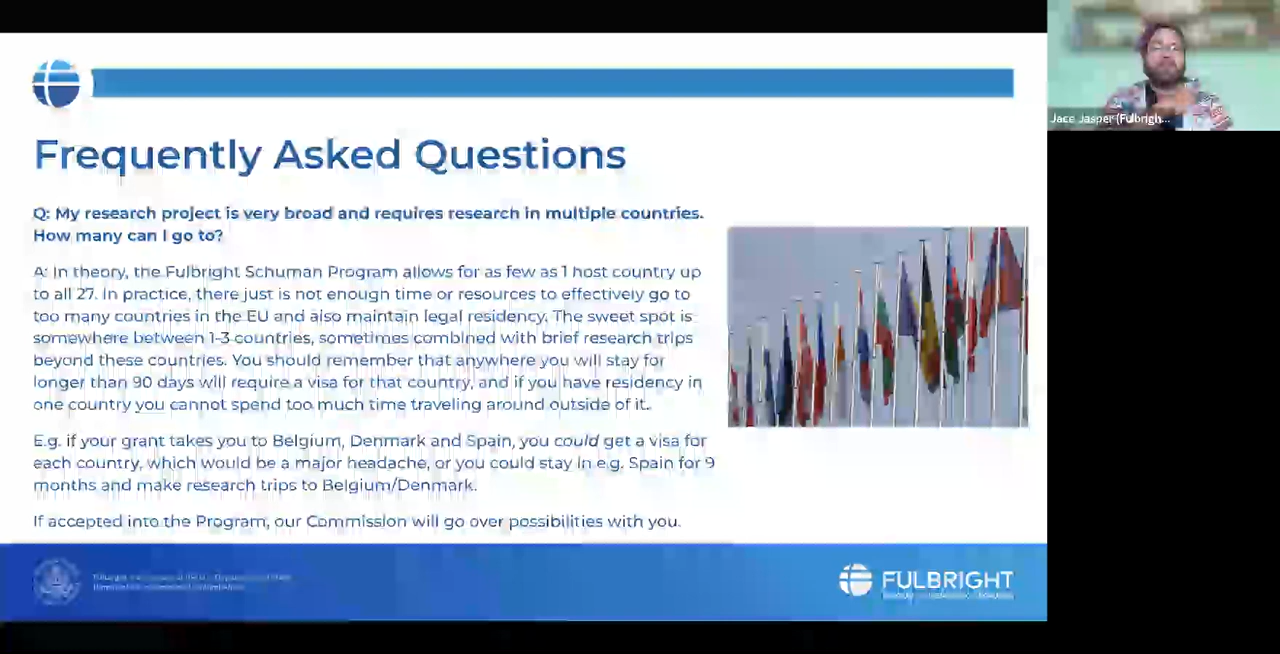 Frequently Asked Questions
Q: My research project is very broad and requires research in multiple countries.
How many can I go to?
A: In theory, the Fulbright Schuman Program allows for as few as 1 host country up
to all 27. In practice, there just is not enough time or resources to effectively go to
too many countries in the EU and also maintain legal residency. The sweet spot is
somewhere between 1-3 countries, sometimes combined with brief research trips
beyond these countries. You should remember that anywhere you will stay for
longer than 90 days will require a visa for that country, and if you have residency in
one country you cannot spend too much time traveling around outside of it.
E.g. if your grant takes you to Belgium, Denmark and Spain, you could get a visa for
each country, which would be a major headache, or you could stay in e.g. Spain for 9
months and make research trips to Belgium/Denmark.
If accepted into the Program, our Commission will go over possibilities with you.
FULBRIGHT
Jace Jasper (Fulbrigh...